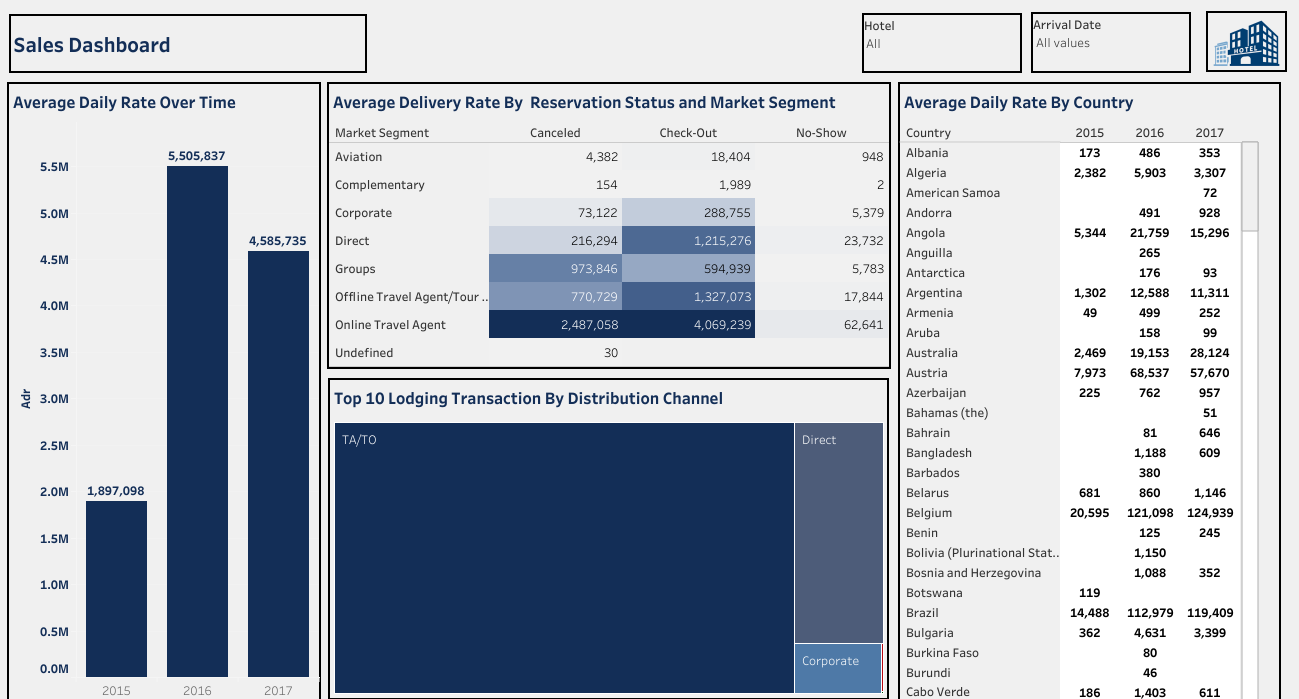 Sales Dashboard
Hotel
All
Arrival Date
All values
HOTEL
Average Daily Rate Over Time
5.5M
5.0M
4.5M
4.0M
3.5M
3.0M
2.5M
2.0M
1.5M
1.0M
0.5M
0.0M
Adr
1,897,098
5,505,837
4,585,735
2015 2016 2017
Average Delivery Rate By Reservation Status and Market Segment
Market Segment Canceled Check-Out No-Show
Aviation 4,382 18,404 948
Complementary 154 1,989 2
Corporate 73,122 288,755 5,379
Direct 216,294 1,215,276 23,732
Groups 973,846 594,939 5,783
Offline Travel Agent/Tour .. 770,729 1,327,073 17,844
Online Travel Agent 2,487,058 4,069,239 62,641
Undefined 30
Top 10 Lodging Transaction By Distribution Channel
TA/TO
Direct
Corporate
Average Daily Rate By Country
Country 2015 2016 2017
Albania 173 486 353
Algeria 2,382 5,903 3,307
American Samoa 72
Andorra 491 928
Angola 5,344 21,759 15,296
Anguilla 265
Antarctica 176 93
Argentina 1,302 12,588 11,311
Armenia 49 499 252
Aruba 158 99
Australia 2,469 19,153 28,124
Austria 7,973 68,537 57,670
Azerbaijan 225 762 957
Bahamas (the) 51
Bahrain 81 646
Bangladesh 1,188 609
Barbados 380
Belarus 681 860 1,146
Belgium 20,595 121,098 124,939
Benin 125 245
Bolivia (Plurinational Stat.. 1,150
Bosnia and Herzegovina 1,088 352
Botswana 119
Brazil 14,488 112,979 119,409
Bulgaria 362 4,631 3,399
Burkina Faso 80
Burundi 46
Cabo Verde 186 1,403 611